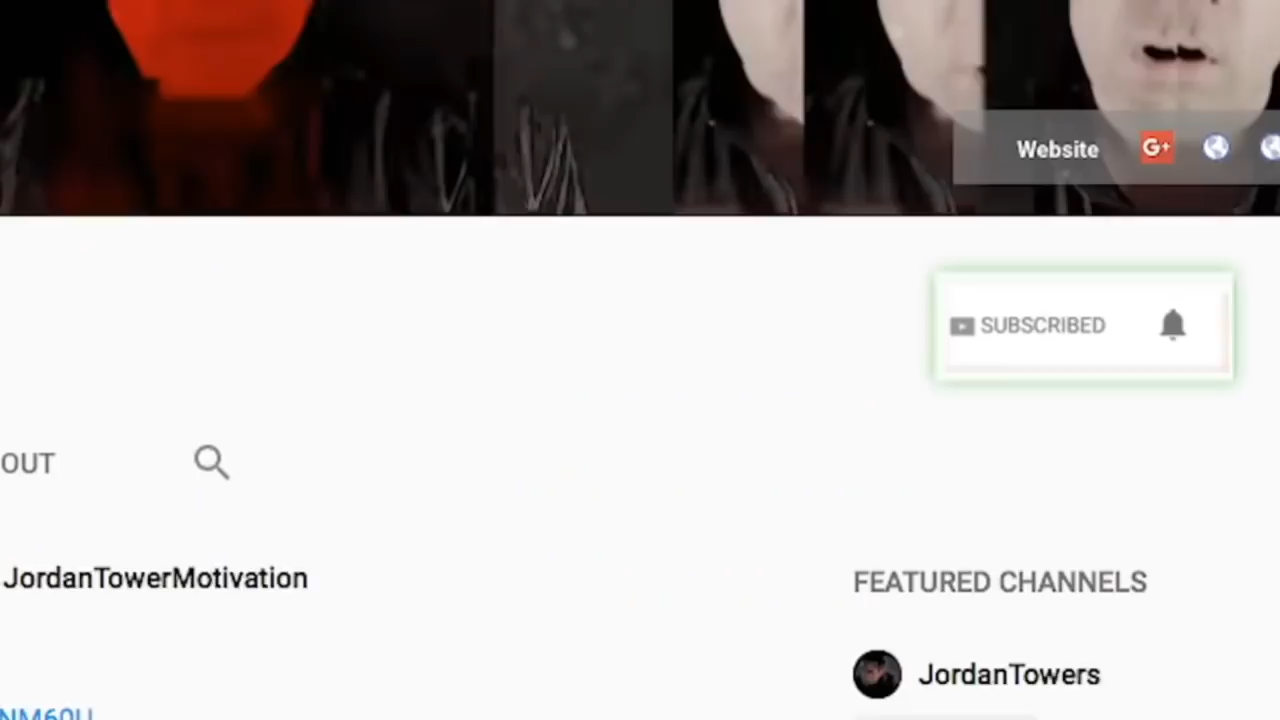 Website G+
SUBSCRIBED
OUT
JordanTowerMotivation
FEATURED CHANNELS
JordanTowers